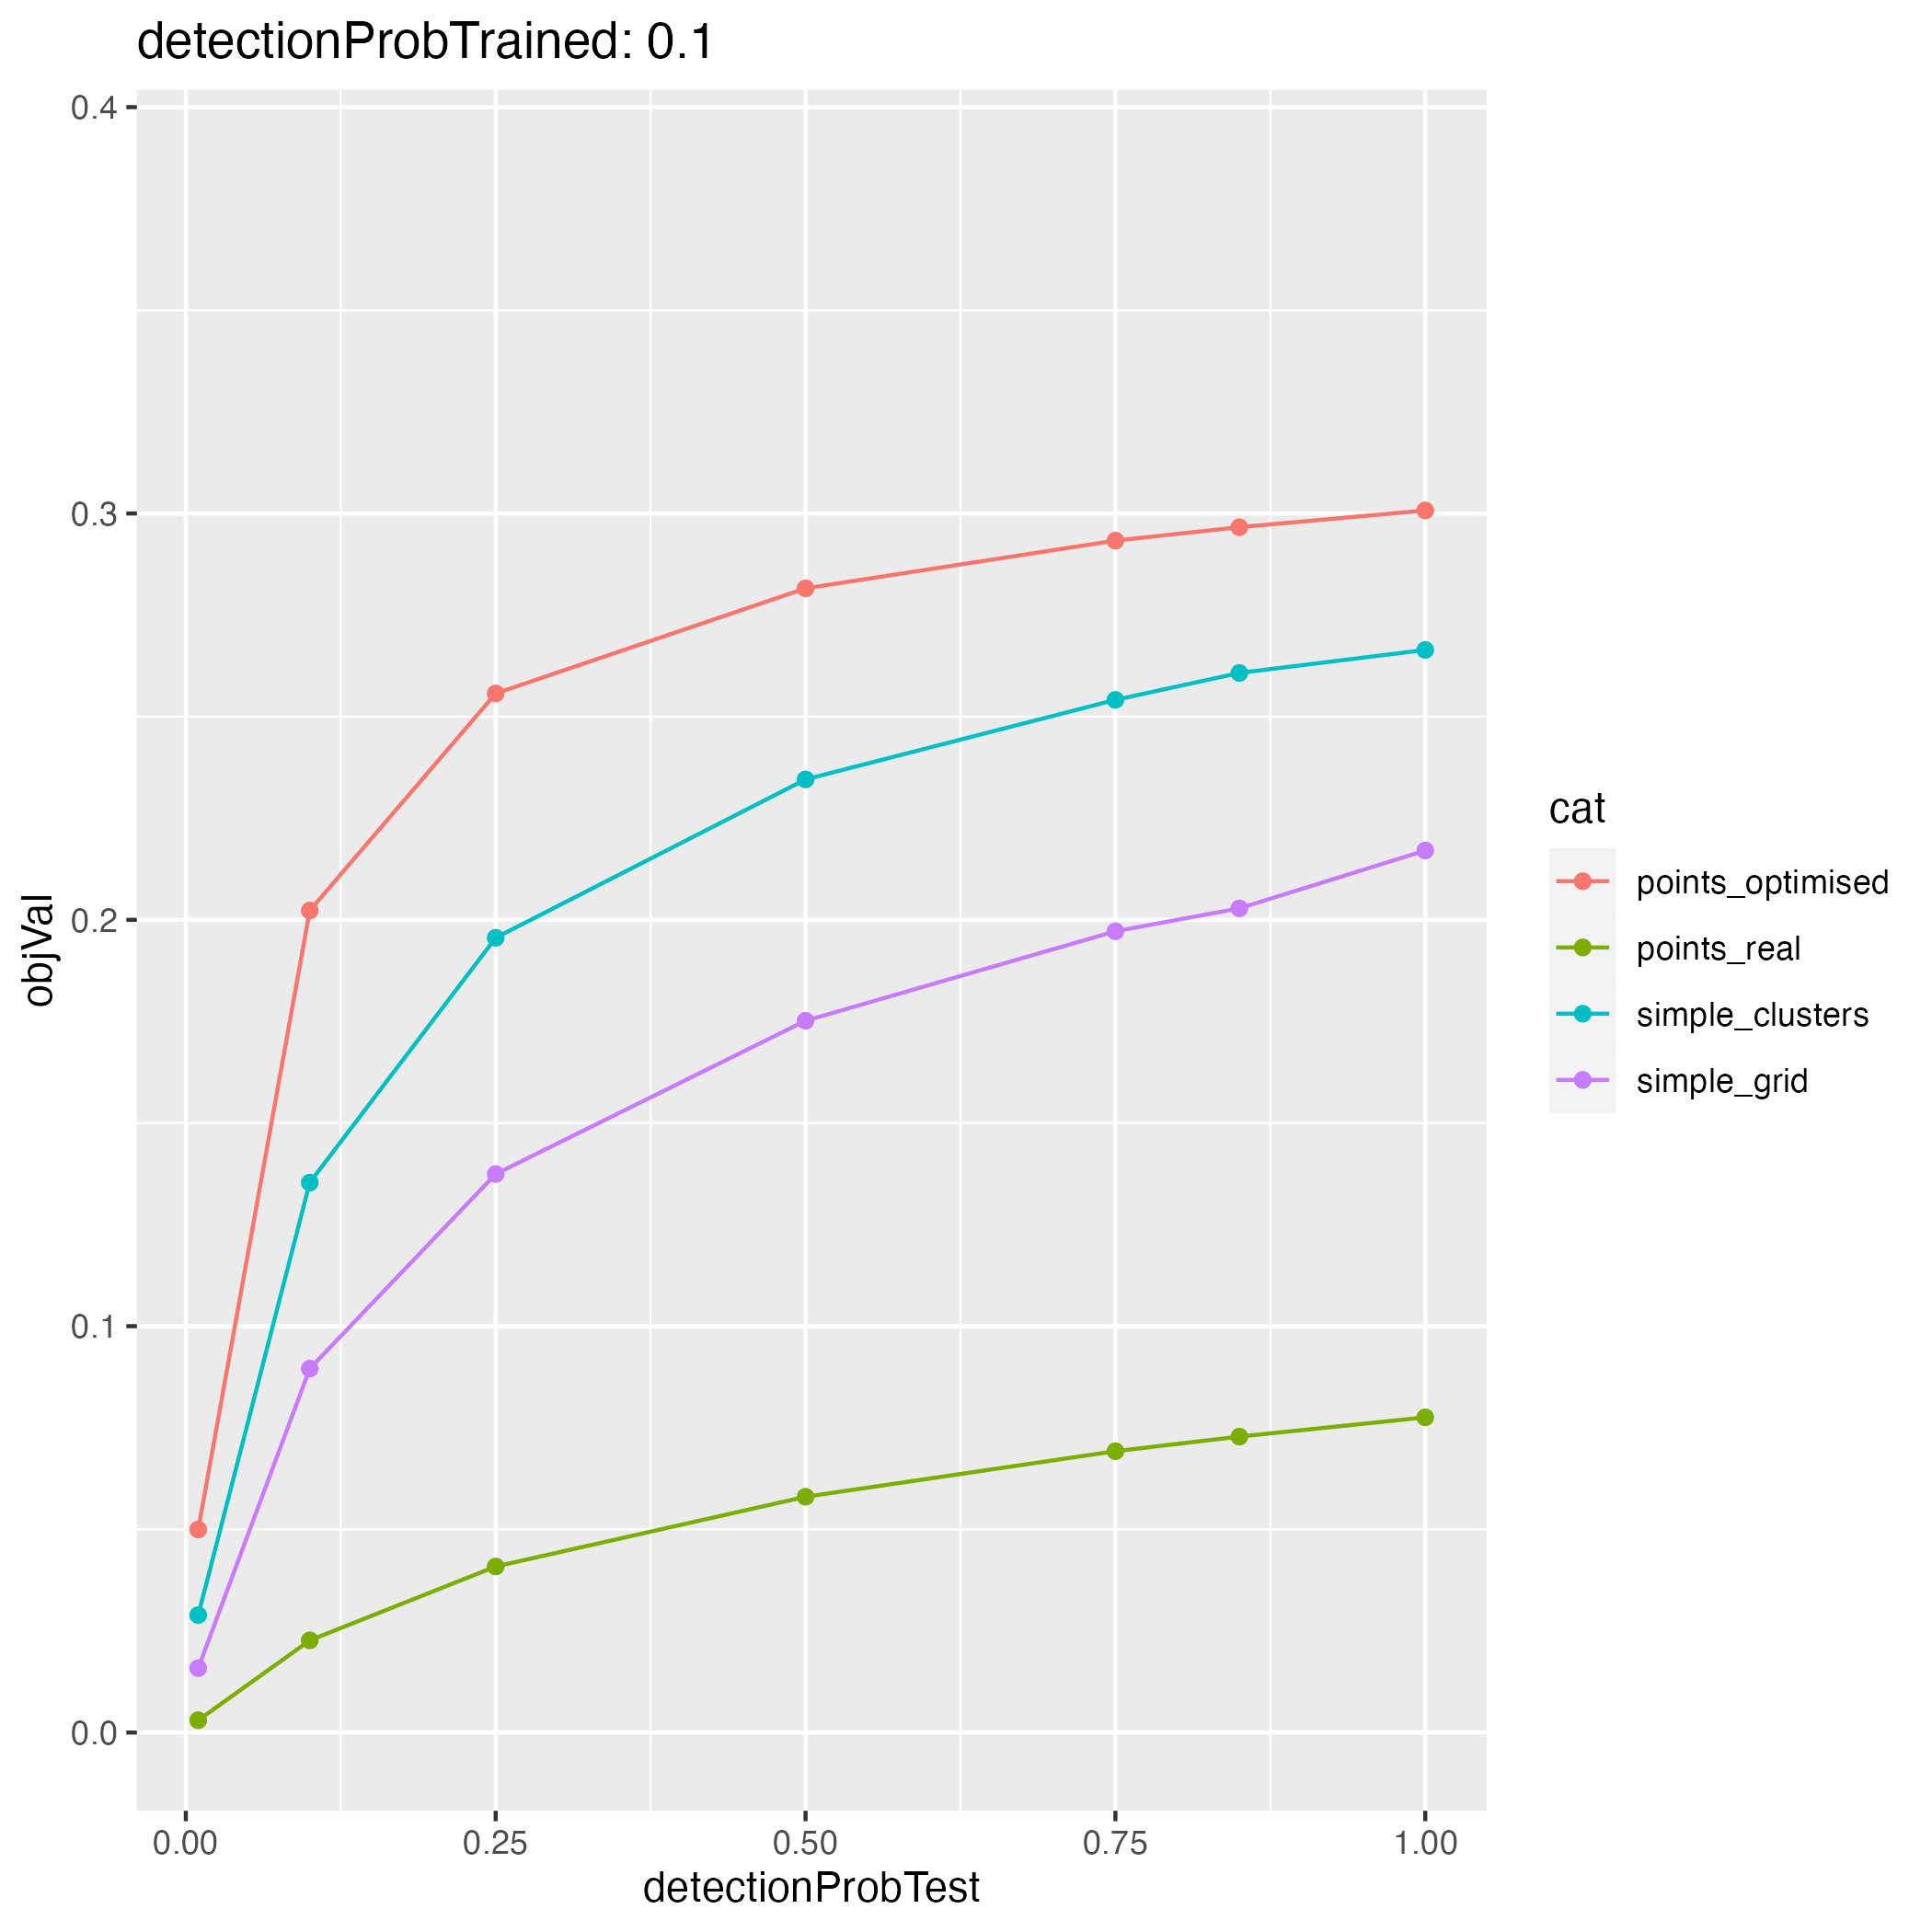 detectionProbTrained: 0.1
0.4
0.3
0.2
0.1
0.0
objVal
0.00 0.25 0.50 0.75 1.00
detectionProbTest
cat
points_optimised
points_real
simple_clusters
simple_grid